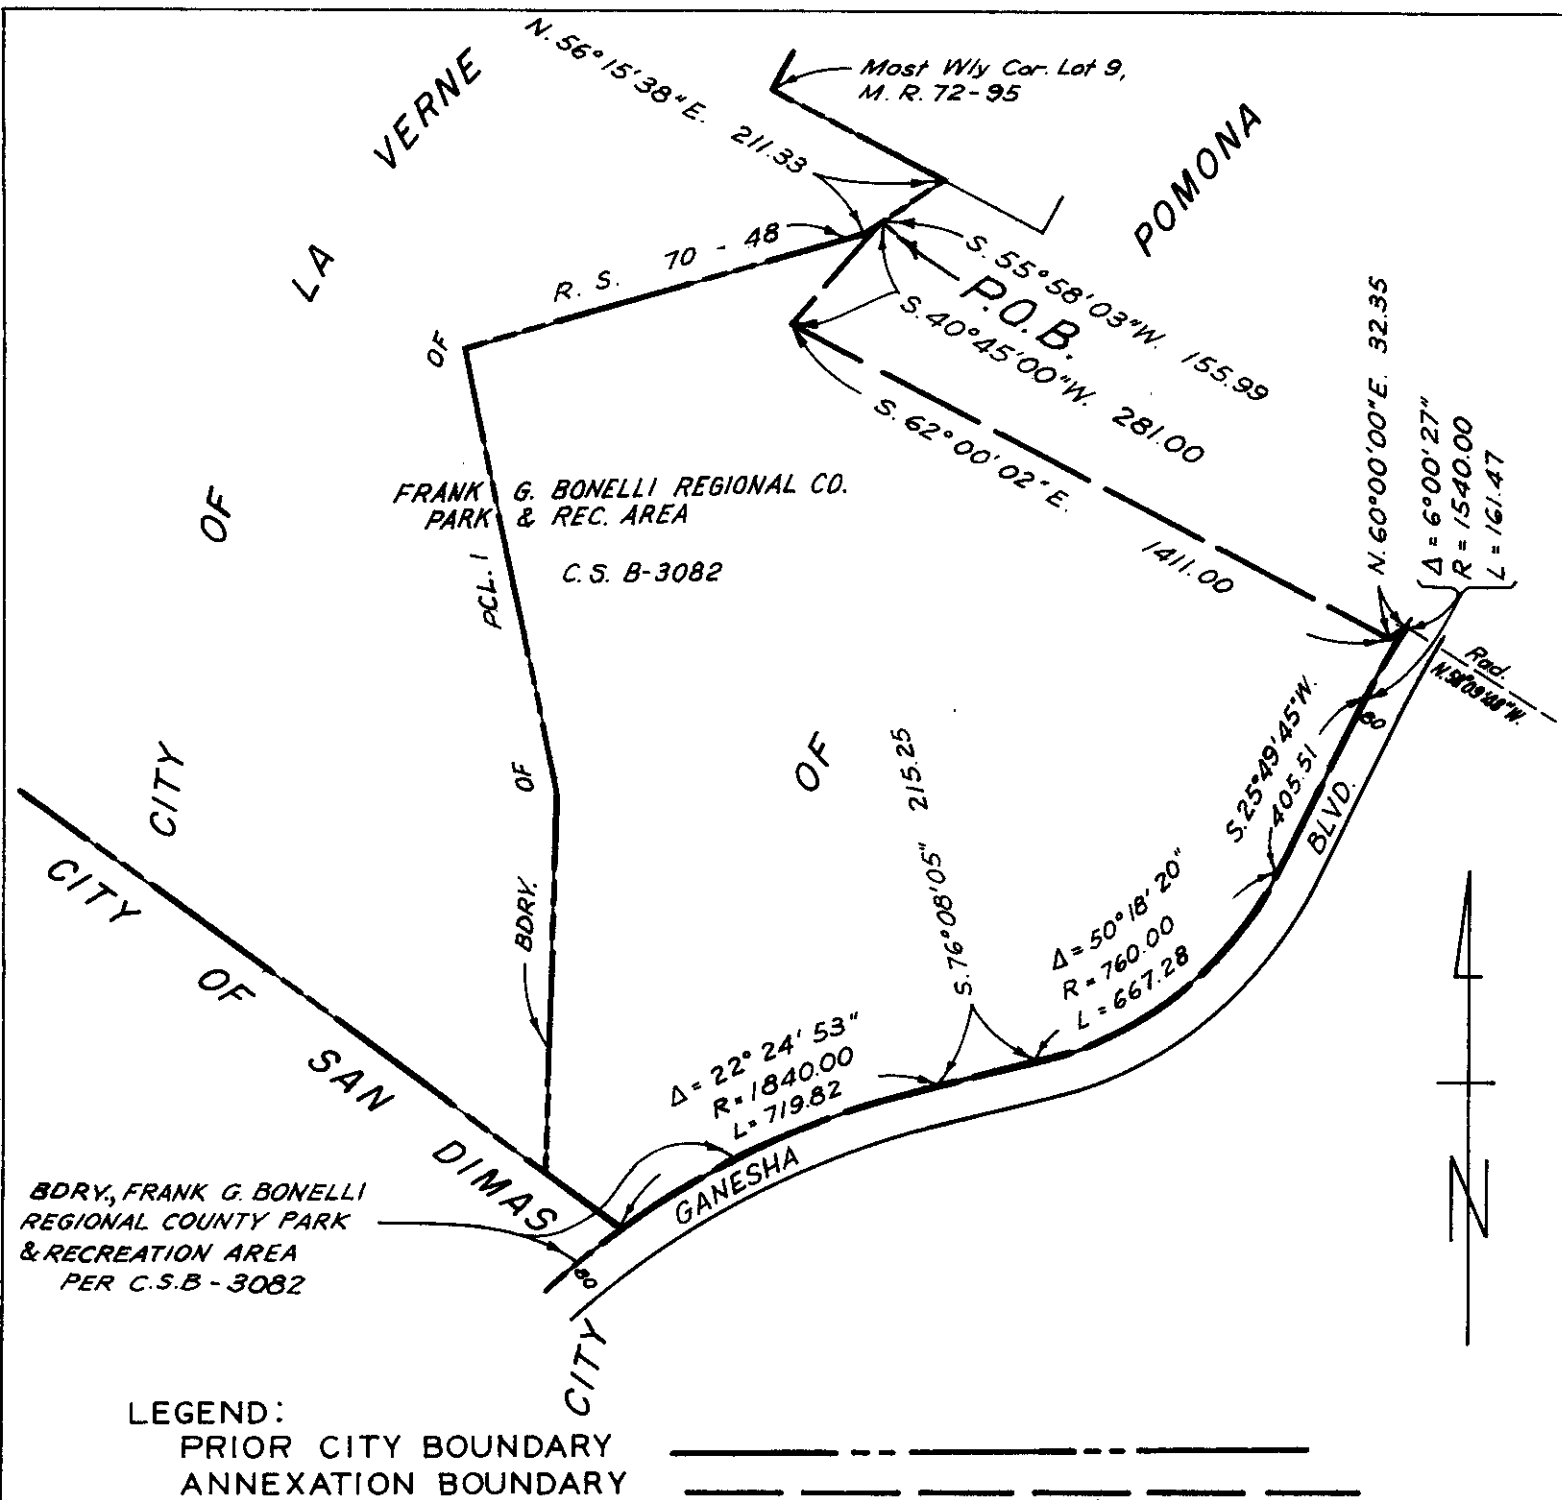 N. 56°15'38"E. 211.33
Most Wly Cor. Lot 9,
M. R. 72-95
LA VERNE
POMONA
R. S. 70 - 48
S. 55°58'03"W. 155.99
P.O.B.
S. 40°45'00"W. 281.00
S. 62°00'02"E.
1411.00
N. 60°00'00"E. 32.35
Δ = 6°00'27"
R = 1540.00
L = 161.47
OF
FRANK G. BONELLI REGIONAL CO.
PARK & REC. AREA
C. S. B-3082
OF
PCL. 1
Rad.
S. 25°49'45"W.
405.51
80
OF
S. 76°08'05" 215.25
OF
CITY
BDRY.
BLVD.
Δ = 50°18'20"
R = 760.00
L = 667.28
CITY
OF
SAN
DIMAS
Δ = 22°24'53"
R = 1840.00
L = 719.82
GANESHA
BDRY., FRANK G. BONELLI
REGIONAL COUNTY PARK
& RECREATION AREA
PER C.S.B - 3082
80
CITY
N
LEGEND:
PRIOR CITY BOUNDARY
ANNEXATION BOUNDARY